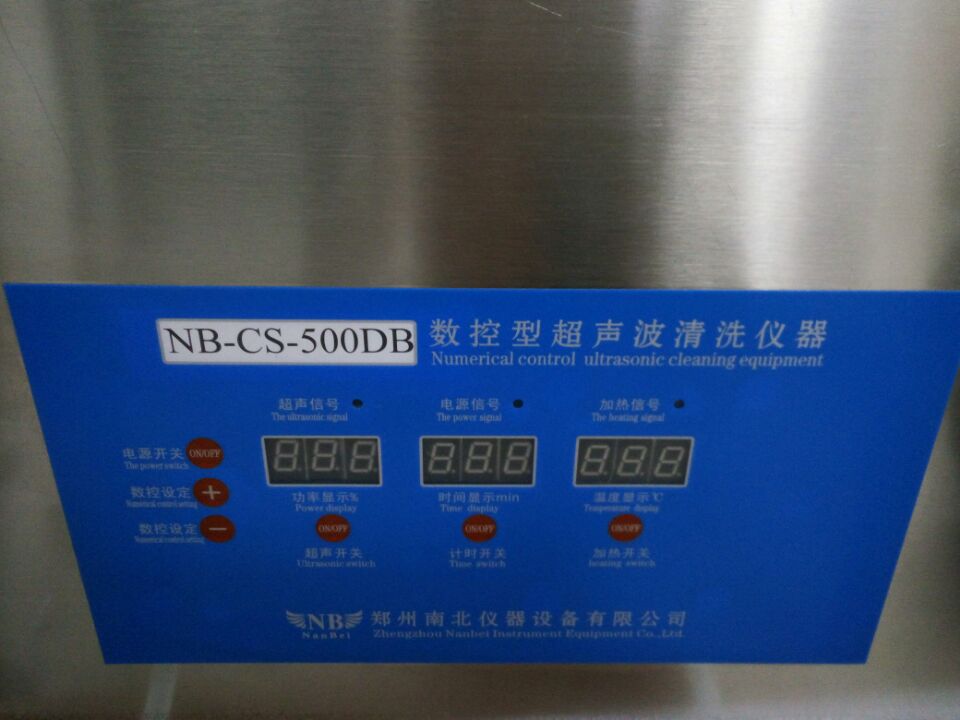 NB-CS-500DB 数控型超声波清洗仪器
Numerical control ultrasonic cleaning equipment
超声信号 电源信号 加热信号
The ultrasonic signal The power signal The heating signal
电源开关 ON/OFF
The power switch
数控设定 +
Numerical control setting
数控设定 −
Numerical control setting
888 888 888
功率显示% 时间显示min 温度显示℃
Power display Time display Temperature display
ON/OFF ON/OFF ON/OFF
超声开关 计时开关 加热开关
Ultrasonic switch Time switch heating switch
NB 郑州南北仪器设备有限公司
NanBei Zhengzhou Nanbei Instrument Equipment Co.,Ltd.